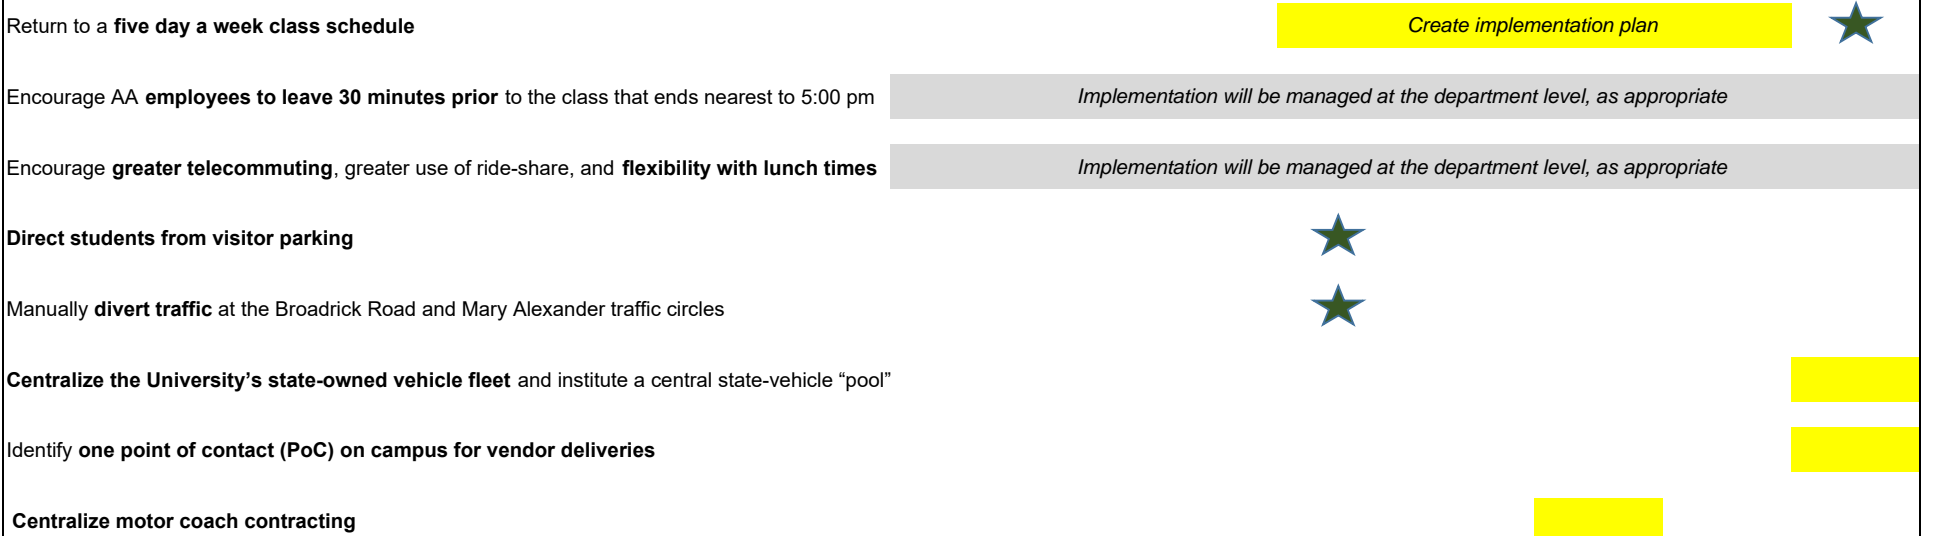 Return to a five day a week class schedule Create implementation plan
Encourage AA employees to leave 30 minutes prior to the class that ends nearest to 5:00 pm Implementation will be managed at the department level, as appropriate
Encourage greater telecommuting, greater use of ride-share, and flexibility with lunch times Implementation will be managed at the department level, as appropriate
Direct students from visitor parking
Manually divert traffic at the Broadrick Road and Mary Alexander traffic circles
Centralize the University’s state-owned vehicle fleet and institute a central state-vehicle “pool”
Identify one point of contact (PoC) on campus for vendor deliveries
Centralize motor coach contracting